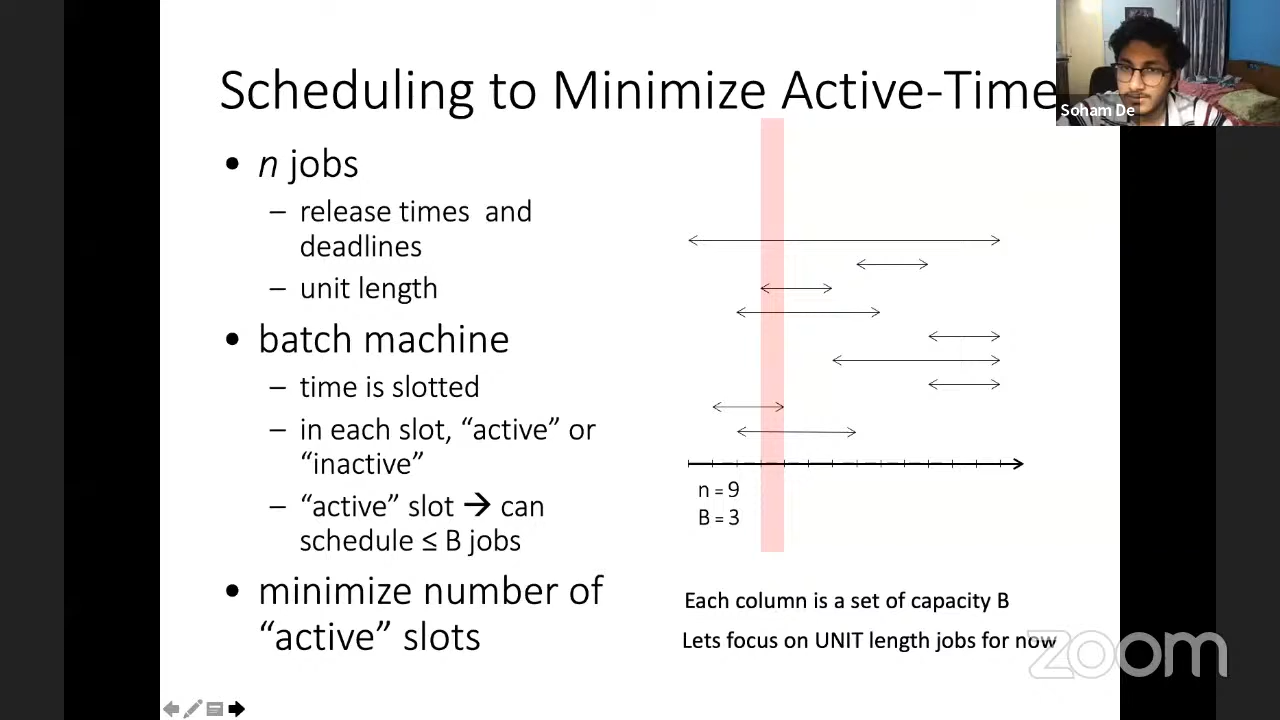 Scheduling to Minimize Active-Time
Soham De
• n jobs
– release times and
deadlines
– unit length
• batch machine
– time is slotted
– in each slot, “active” or
“inactive”
– “active” slot → can
schedule ≤ B jobs
• minimize number of
“active” slots
n = 9
B = 3
Each column is a set of capacity B
Lets focus on UNIT length jobs for now
zoom